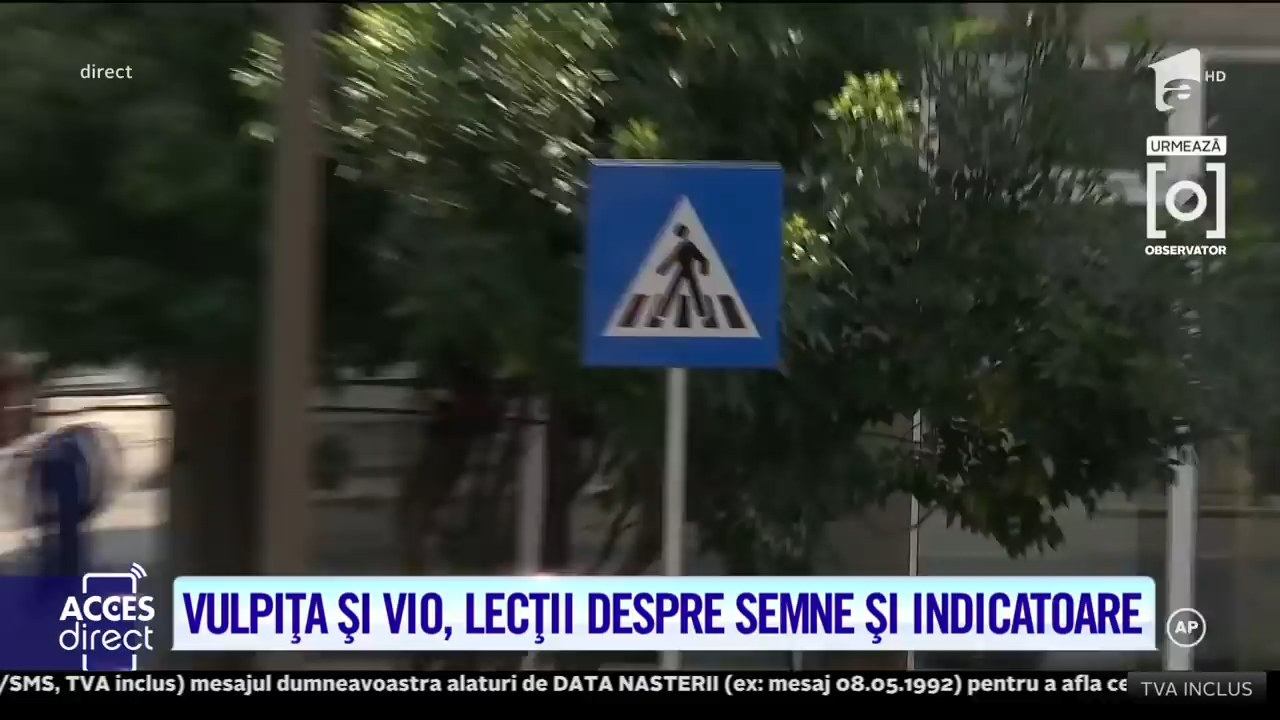 direct
HD
URMEAZĂ
OBSERVATOR
ACCES
direct
VULPIŢA ŞI VIO, LECŢII DESPRE SEMNE ŞI INDICATOARE
AP
/SMS, TVA inclus) mesajul dumneavoastra alaturi de DATA NASTERII (ex: mesaj 08.05.1992) pentru a afla ce
TVA INCLUS